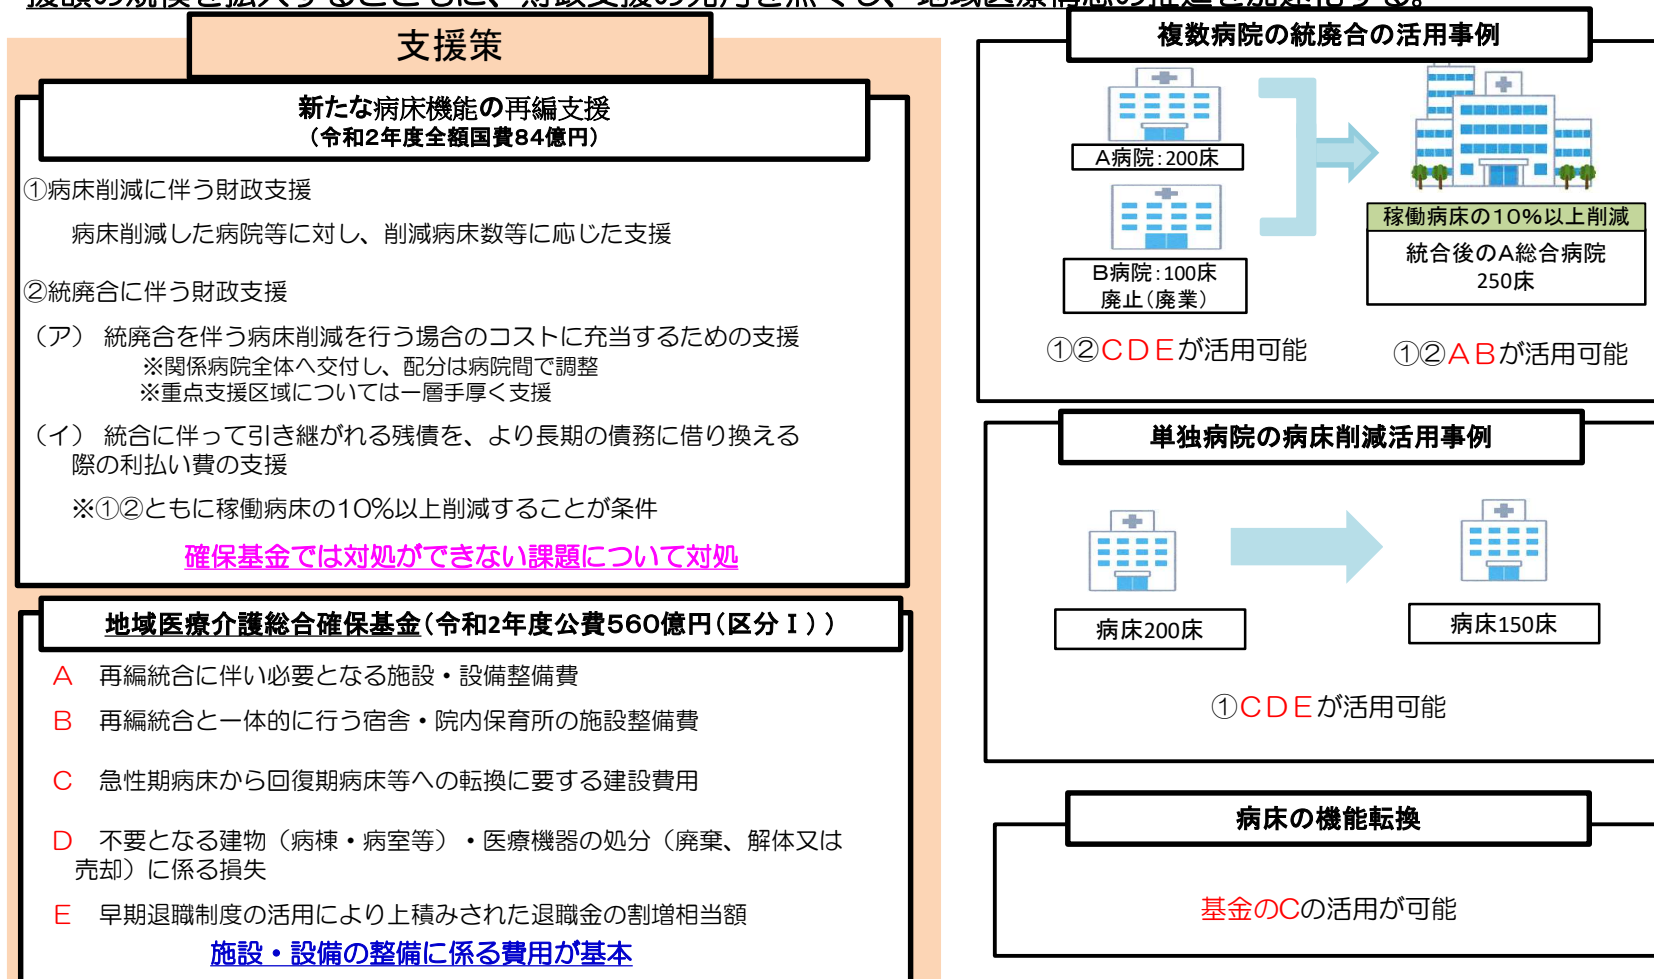 援額の規模を拡大するとともに、財政支援の充力を
支援策
新たな病床機能の再編支援
（令和2年度全額国費84億円）
①病床削減に伴う財政支援
病床削減した病院等に対し、削減病床数等に応じた支援
②統廃合に伴う財政支援
（ア） 統廃合を伴う病床削減を行う場合のコストに充当するための支援
※関係病院全体へ交付し、配分は病院間で調整
※重点支援区域については一層手厚く支援
（イ） 統合に伴って引き継がれる残債を、より長期の債務に借り換える
際の利払い費の支援
※①②ともに稼働病床の10％以上削減することが条件
確保基金では対処ができない課題について対処
地域医療介護総合確保基金（令和2年度公費560億円（区分Ⅰ））
A 再編統合に伴い必要となる施設・設備整備費
B 再編統合と一体的に行う宿舎・院内保育所の施設整備費
C 急性期病床から回復期病床等への転換に要する建設費用
D 不要となる建物（病棟・病室等）・医療機器の処分（廃棄、解体又は
売却）に係る損失
E 早期退職制度の活用により上積みされた退職金の割増相当額
施設・設備の整備に係る費用が基本
複数病院の統廃合の活用事例
A病院：200床
B病院：100床
廃止（廃業）
稼働病床の10％以上削減
統合後のA総合病院
250床
①②CDEが活用可能
①②ABが活用可能
単独病院の病床削減活用事例
病床200床
病床150床
①CDEが活用可能
病床の機能転換
基金のCの活用が可能